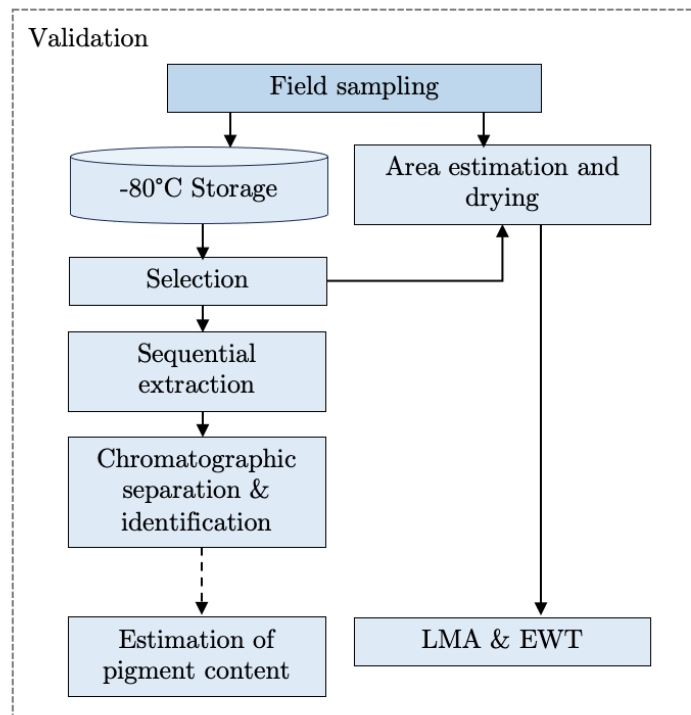 Validation
Field sampling
-80°C Storage
Area estimation and
drying
Selection
Sequential
extraction
Chromatographic
separation &
identification
Estimation of
pigment content
LMA & EWT